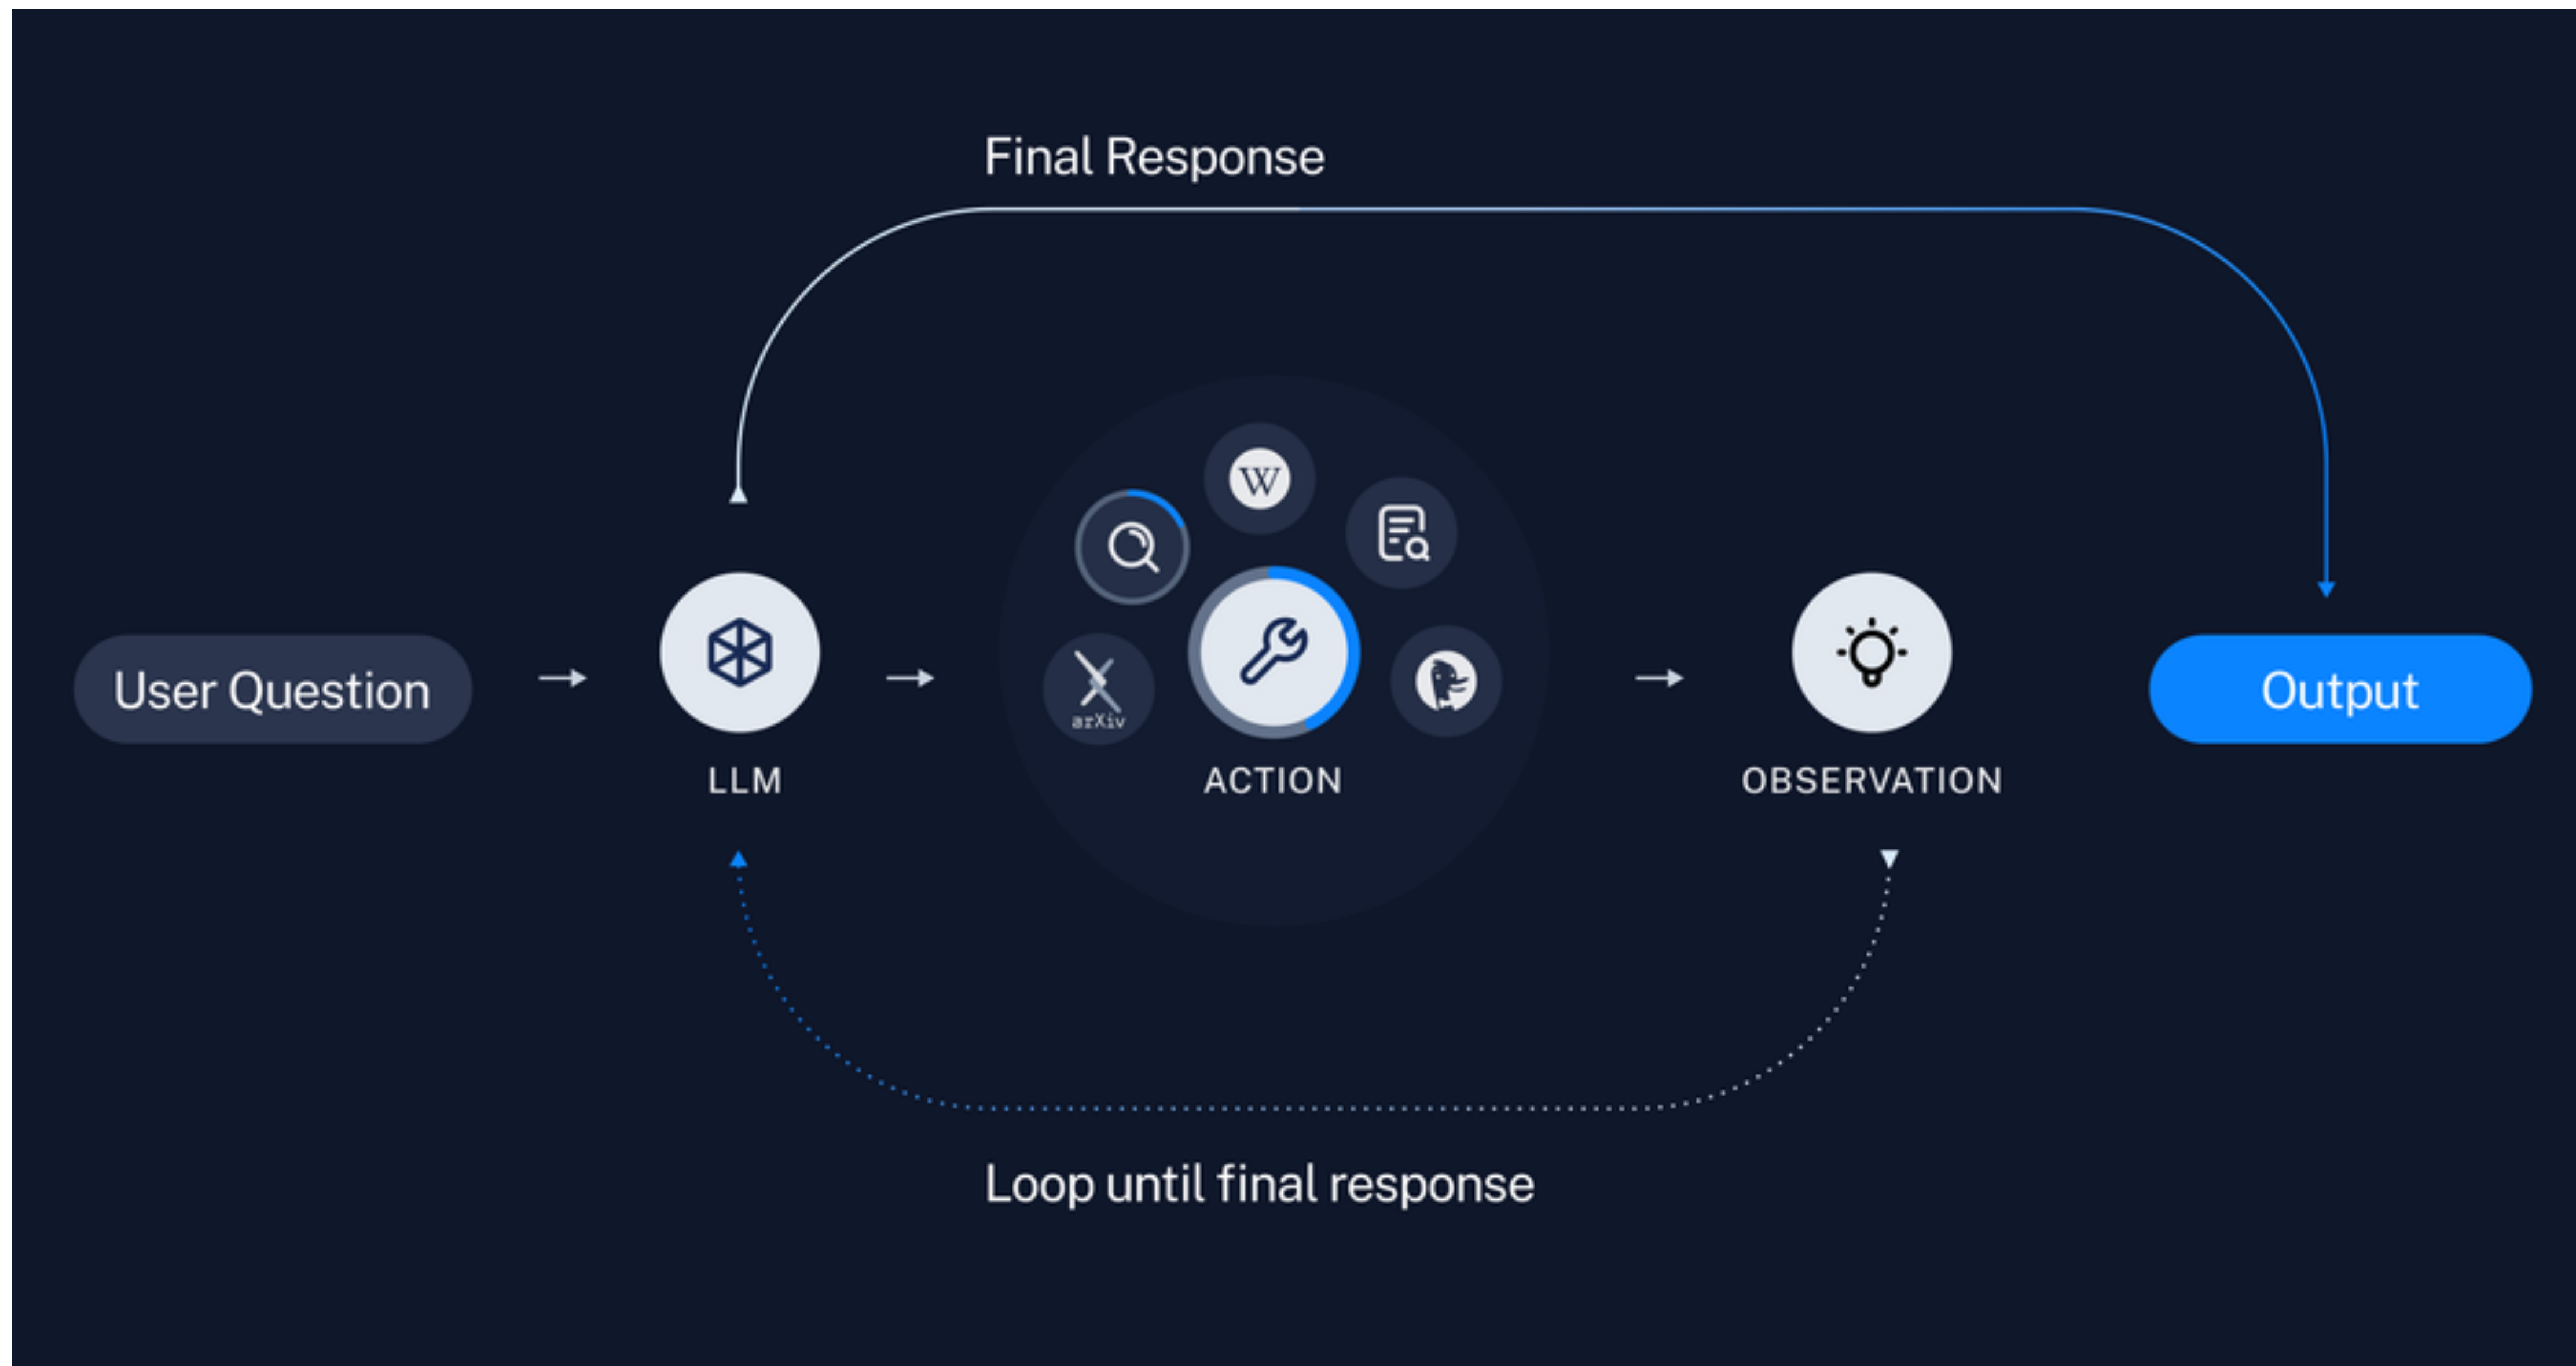 Final Response
W
User Question
arXiv
Output
LLM
ACTION
OBSERVATION
Loop until final response